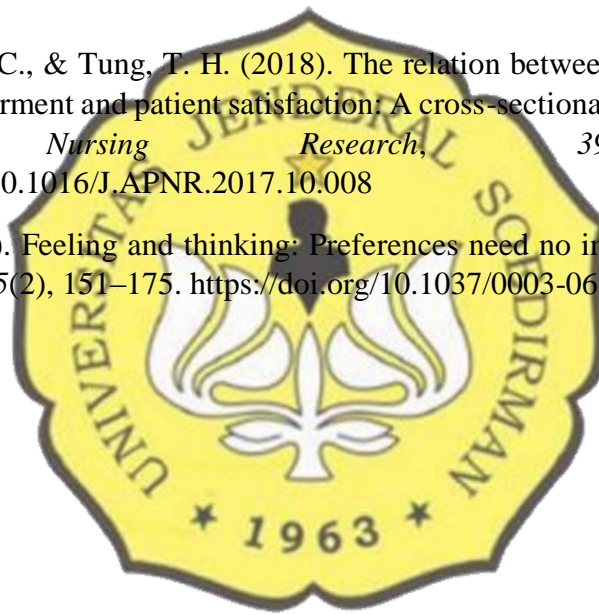 C., & Tung, T. H. (2018). The relation betwee
rment and patient satisfaction: A cross-sectiona
Nursing Research, 39
0.1016/J.APNR.2017.10.008
). Feeling and thinking: Preferences need no in
5(2), 151–175. https://doi.org/10.1037/0003-06
UNIVERSITAS JENDERAL SOEDIRMAN
★ 1963 ★